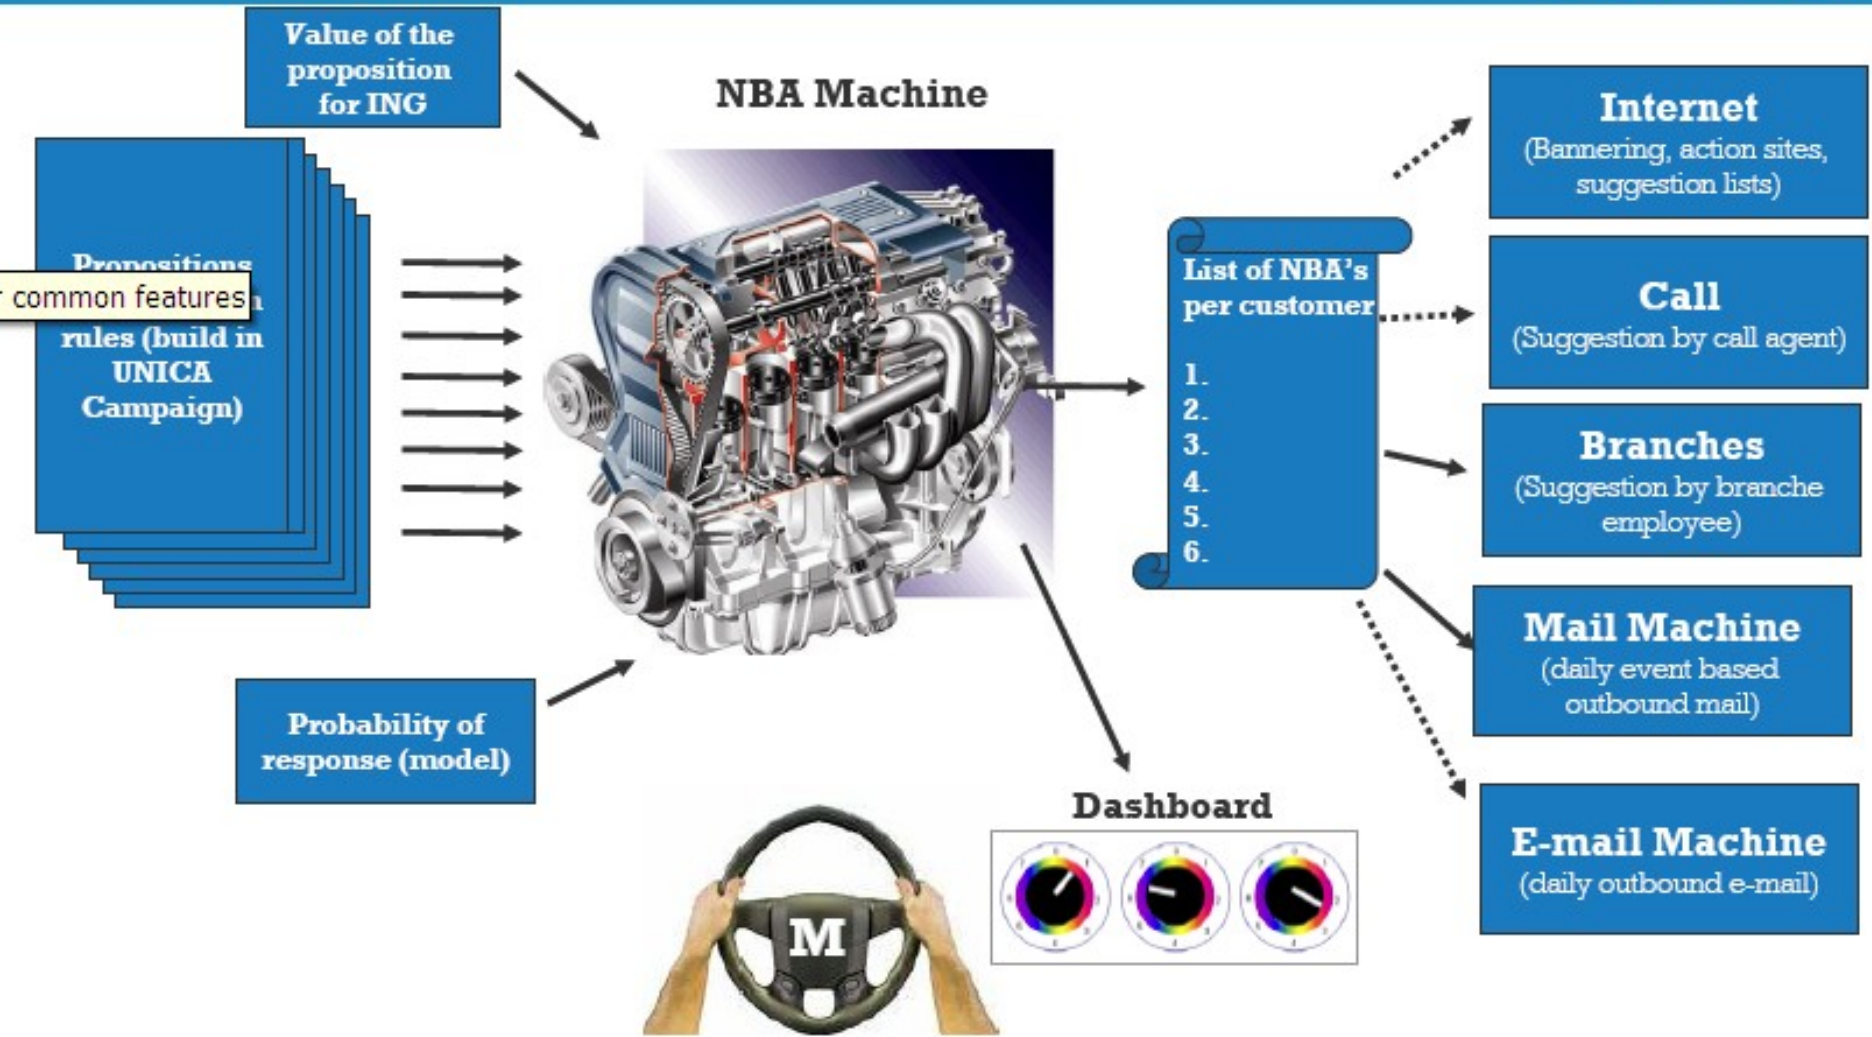 Value of the
proposition
for ING
NBA Machine
Propositions
common features
rules (build in
UNICA
Campaign)
Probability of
response (model)
List of NBA's
per customer
1.
2.
3.
4.
5.
6.
Internet
(Bannering, action sites,
suggestion lists)
Call
(Suggestion by call agent)
Branches
(Suggestion by branche
employee)
Mail Machine
(daily event based
outbound mail)
E-mail Machine
(daily outbound e-mail)
Dashboard
M